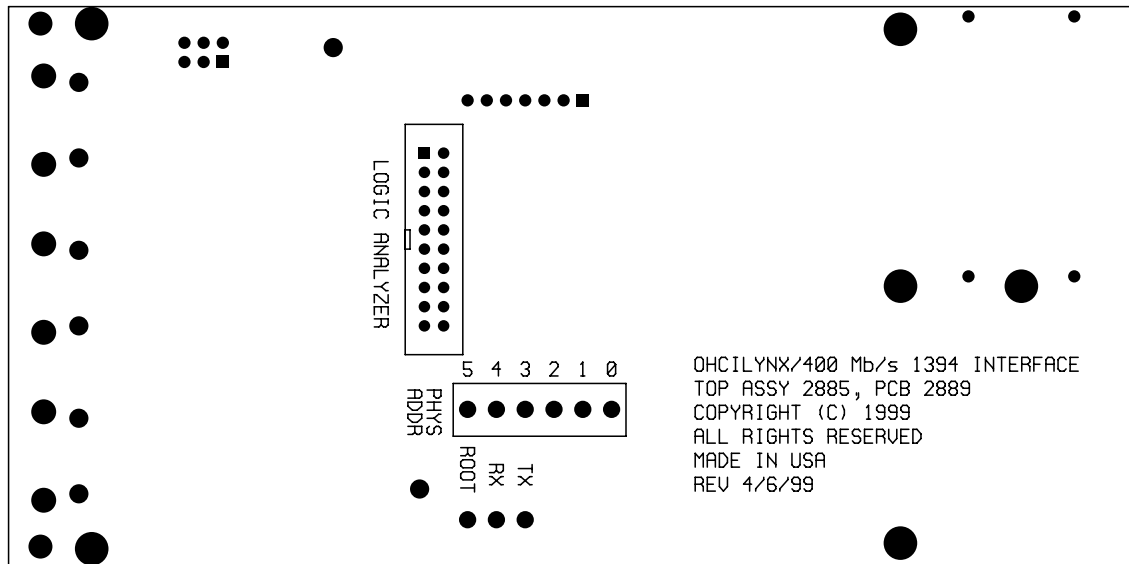 LOGIC ANALYZER
5 4 3 2 1 0
PHYS
ADDR
ROOT
RX
TX
OHCILYNX/400 Mb/s 1394 INTERFACE
TOP ASSY 2885, PCB 2889
COPYRIGHT (C) 1999
ALL RIGHTS RESERVED
MADE IN USA
REV 4/6/99